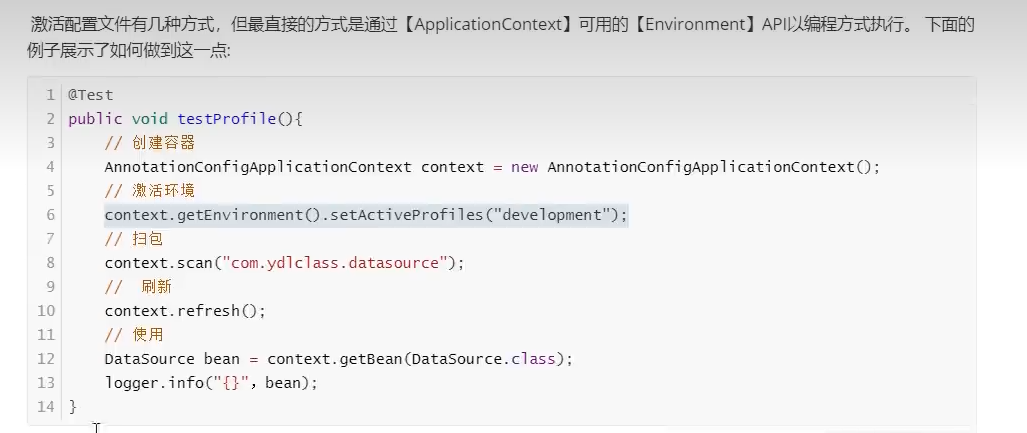 激活配置文件有几种方式，但最直接的方式是通过【ApplicationContext】可用的【Environment】API以编程方式执行。 下面的
例子展示了如何做到这一点:
1 @Test
2 public void testProfile(){
3     // 创建容器
4     AnnotationConfigApplicationContext context = new AnnotationConfigApplicationContext();
5     // 激活环境
6     context.getEnvironment().setActiveProfiles("development");
7     // 扫包
8     context.scan("com.ydlclass.datasource");
9     //  刷新
10     context.refresh();
11     // 使用
12     DataSource bean = context.getBean(DataSource.class);
13     logger.info("{}"，bean);
14 }